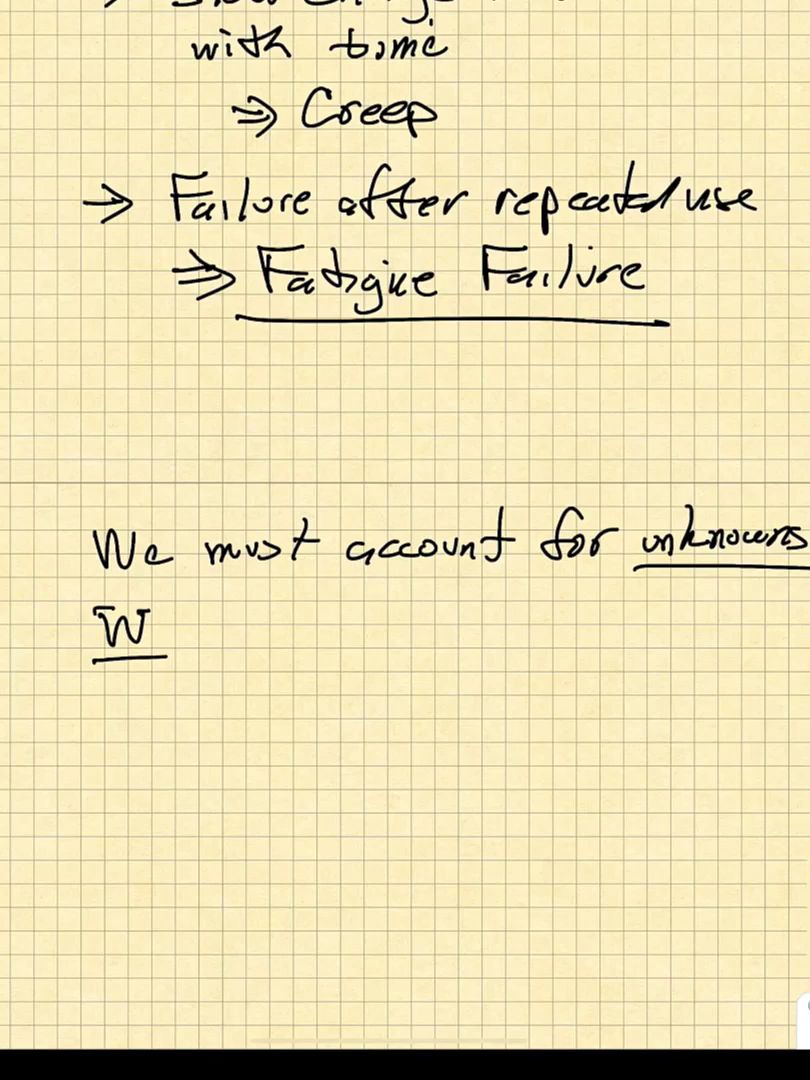 with time
⇒ Creep
→ Failure after repeated use
⇒ Fatigue Failure
We must account for unknowns
W